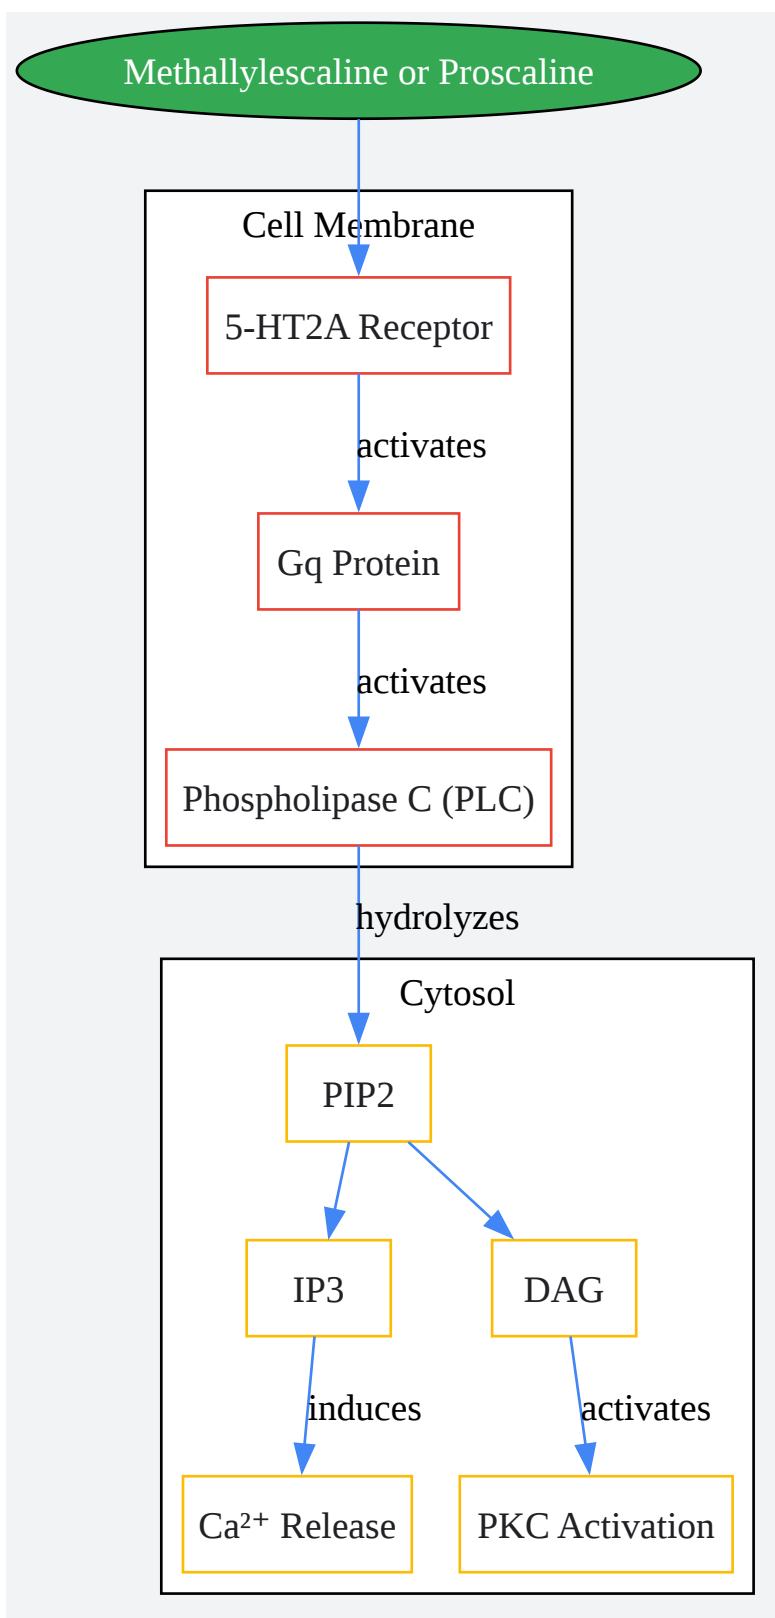 Methallylescaline or Proscaline
Cell Membrane
5-HT2A Receptor
activates
Gq Protein
activates
Phospholipase C (PLC)
hydrolyzes
Cytosol
PIP2
IP3
DAG
induces
activates
Ca²⁺ Release
PKC Activation